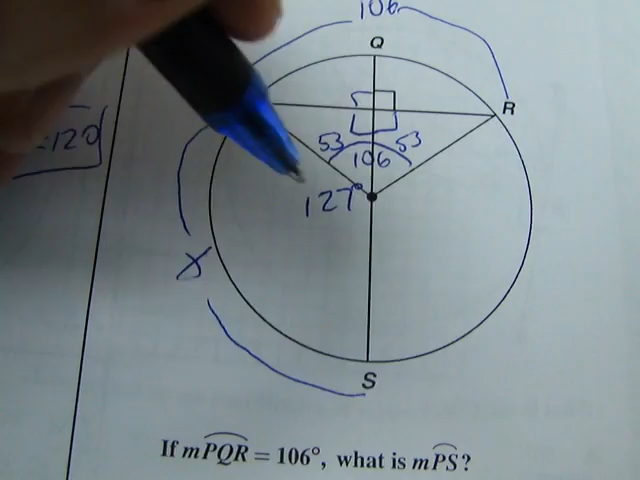 106
Q
R
=120
53
53
106
127°
X
S
If mPQR = 106°, what is mPS?